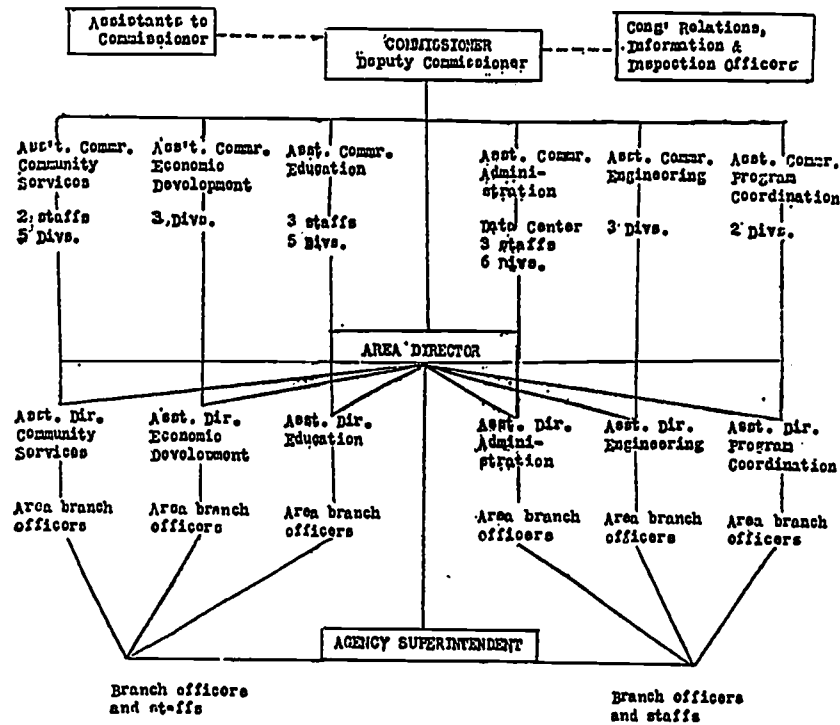 Assistants to
Commissioner
COMMISSIONER
Deputy Commissioner
Cong' Relations,
Information &
Inspection Officers
Ass't. Commr.
Community
Services
2, staffs
5' Divs.
Ass't. Commr.
Economic
Development
3, Divs.
Asst. Commr.
Education
3 staffs
5 Divs.
Asst. Commr.
Admini-
stration
Data Center
3 staffs
6 Divs.
Asst. Commr.
Engineering
3 Divs.
Asst. Commr.
Program
Coordination
2 Divs.
AREA DIRECTOR
Asst. Dir.
Community
Services
Asst. Dir.
Economic
Development
Asst. Dir.
Education
Asst. Dir.
Admini-
stration
Asst. Dir.
Engineering
Asst. Dir.
Program
Coordination
Area branch
officers
Area branch
officers
Area branch
officers
Area branch
officers
Area branch
officers
Area branch
officers
AGENCY SUPERINTENDENT
Branch officers
and staffs
Branch officers
and staffs